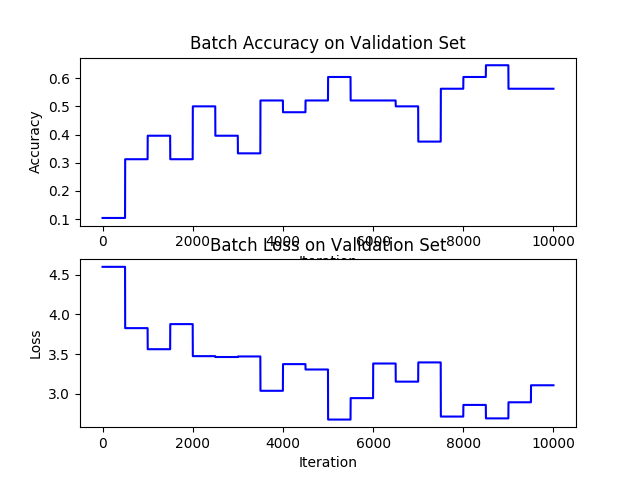 Batch Accuracy on Validation Set
Accuracy
0.6
0.5
0.4
0.3
0.2
0.1
0 2000 4000 6000 8000 10000
Iteration
Batch Loss on Validation Set
Loss
4.5
4.0
3.5
3.0
0 2000 4000 6000 8000 10000
Iteration